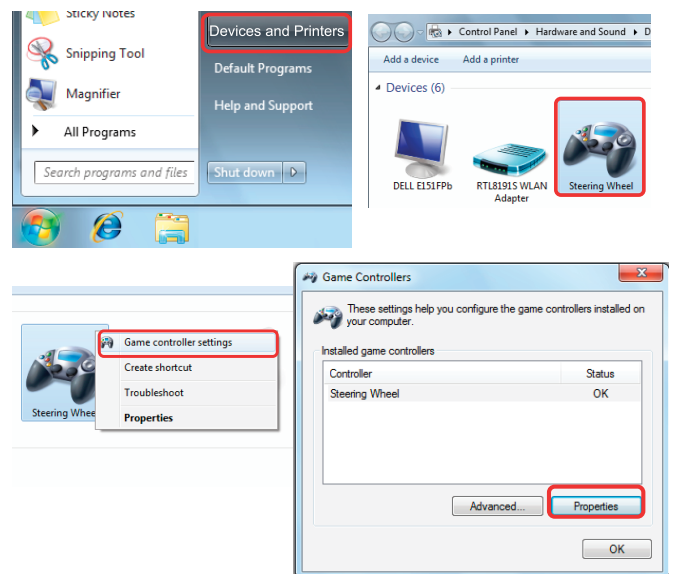 Sticky Notes
Snipping Tool
Magnifier
All Programs
Search programs and files
Devices and Printers
Default Programs
Help and Support
Shut down
Control Panel Hardware and Sound D
Add a device Add a printer
Devices (6)
DELL E151FPb
RTL8191S WLAN
Adapter
Steering Wheel
Steering Whee
Game controller settings
Create shortcut
Troubleshoot
Properties
Game Controllers
These settings help you configure the game controllers installed on
your computer.
Installed game controllers
Controller Status
Steering Wheel OK
Advanced... Properties
OK